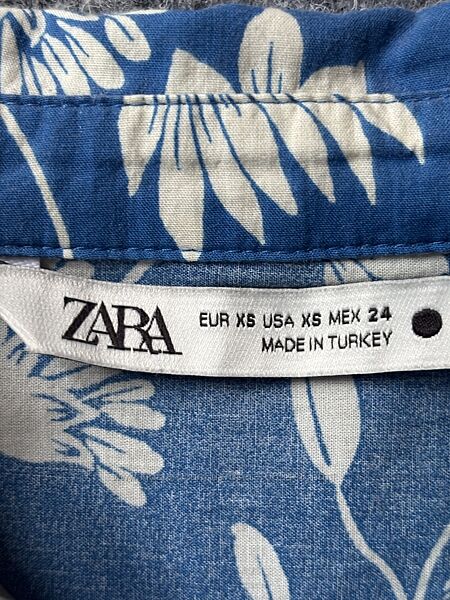 ZARA
EUR XS USA XS MEX 24
MADE IN TURKEY